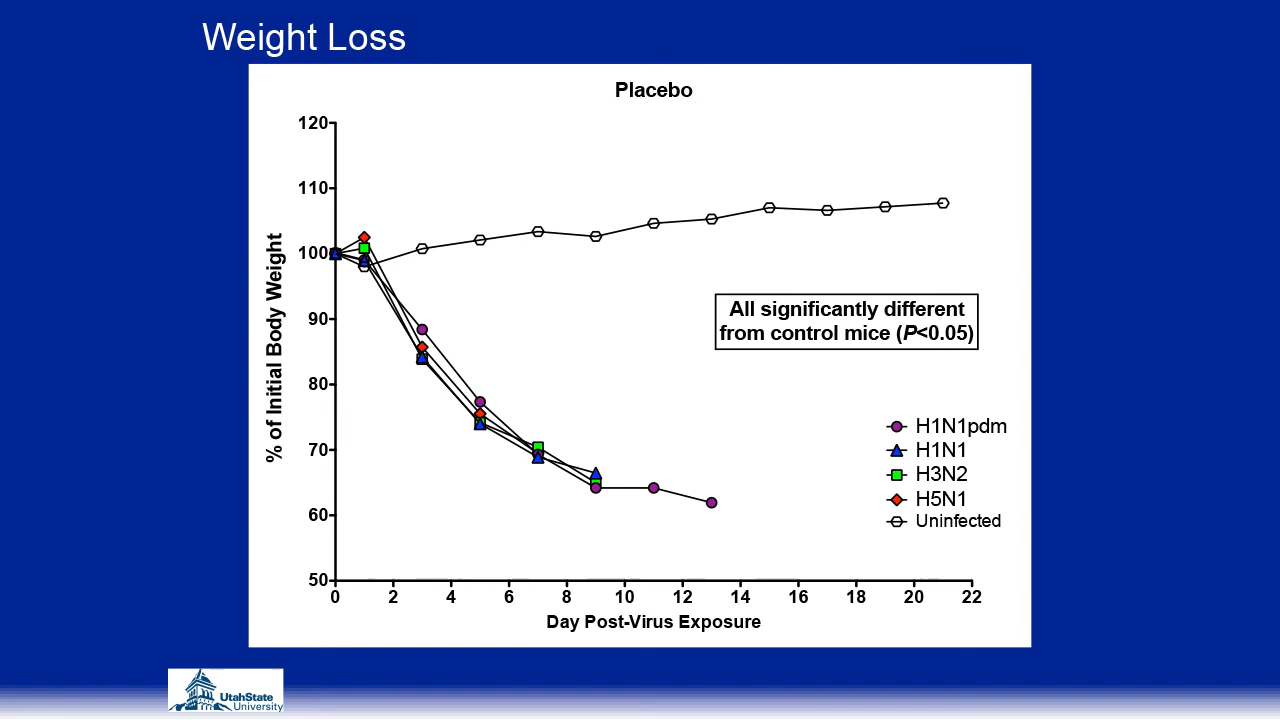 Weight Loss
Placebo
120
110
100
90
80
70
60
50
% of Initial Body Weight
All significantly different
from control mice (P<0.05)
H1N1pdm
H1N1
H3N2
H5N1
Uninfected
0 2 4 6 8 10 12 14 16 18 20 22
Day Post-Virus Exposure
UtahState
University